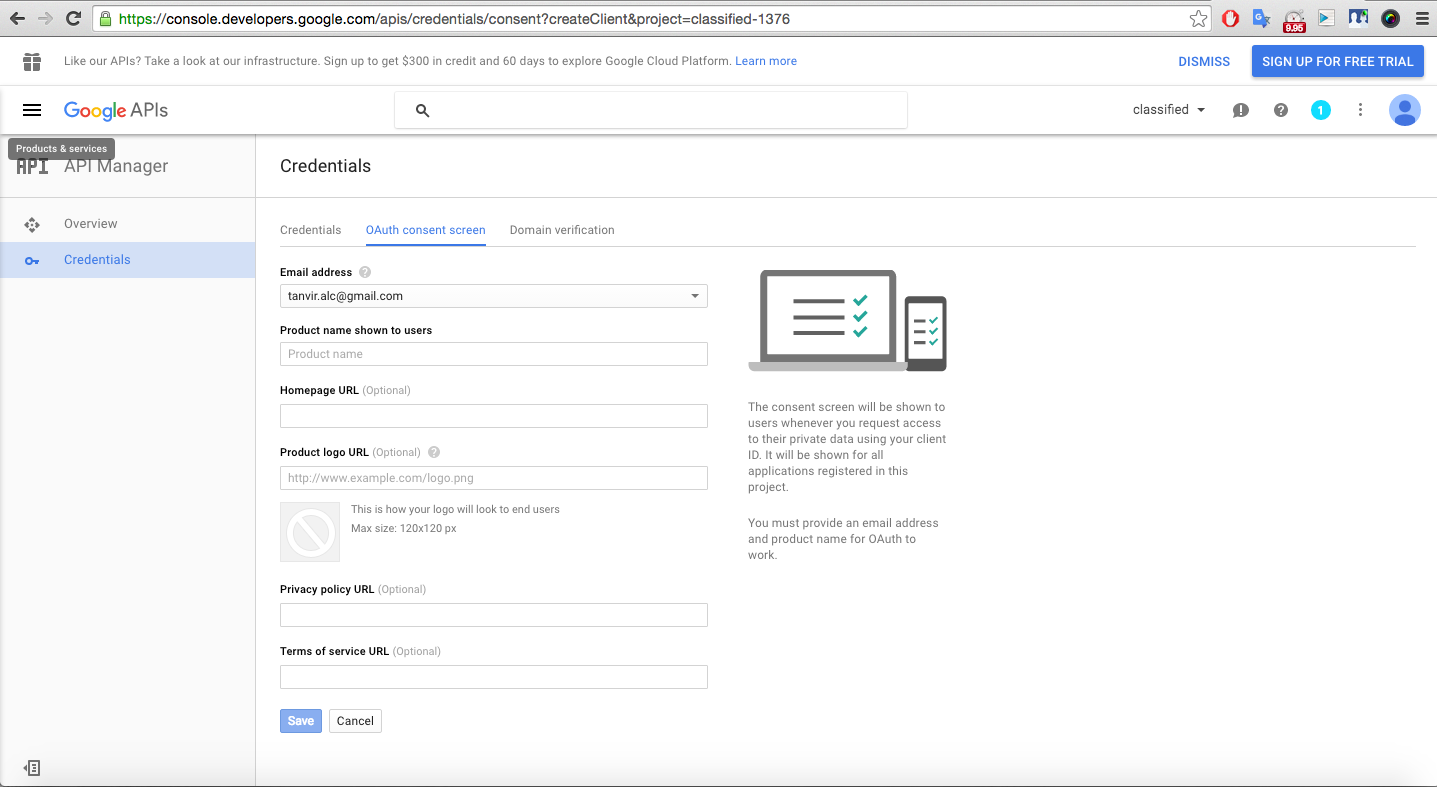 https://console.developers.google.com/apis/credentials/consent?createClient&project=classified-1376
9.95
Like our APIs? Take a look at our infrastructure. Sign up to get $300 in credit and 60 days to explore Google Cloud Platform. Learn more
DISMISS
SIGN UP FOR FREE TRIAL
Google APIs
classified
1
Products & services
API
API Manager
Credentials
Overview
Credentials
Credentials
OAuth consent screen
Domain verification
Email address
tanvir.alc@gmail.com
Product name shown to users
Product name
Homepage URL (Optional)
Product logo URL (Optional)
http://www.example.com/logo.png
This is how your logo will look to end users
Max size: 120x120 px
Privacy policy URL (Optional)
Terms of service URL (Optional)
Save
Cancel
The consent screen will be shown to
users whenever you request access
to their private data using your client
ID. It will be shown for all
applications registered in this
project.
You must provide an email address
and product name for OAuth to
work.